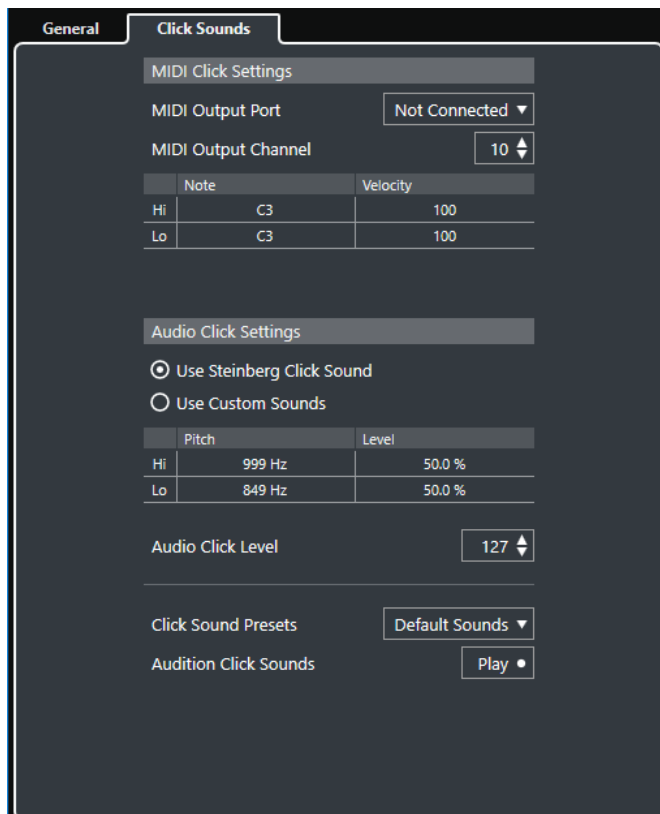 General Click Sounds
MIDI Click Settings
MIDI Output Port Not Connected
MIDI Output Channel 10
Note Velocity
Hi C3 100
Lo C3 100
Audio Click Settings
Use Steinberg Click Sound
Use Custom Sounds
Pitch Level
Hi 999 Hz 50.0 %
Lo 849 Hz 50.0 %
Audio Click Level 127
Click Sound Presets Default Sounds
Audition Click Sounds Play